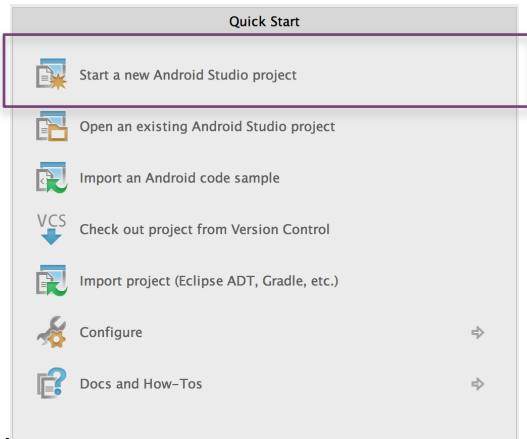 Quick Start
Start a new Android Studio project
Open an existing Android Studio project
Import an Android code sample
VCS
Check out project from Version Control
Import project (Eclipse ADT, Gradle, etc.)
Configure
Docs and How-Tos